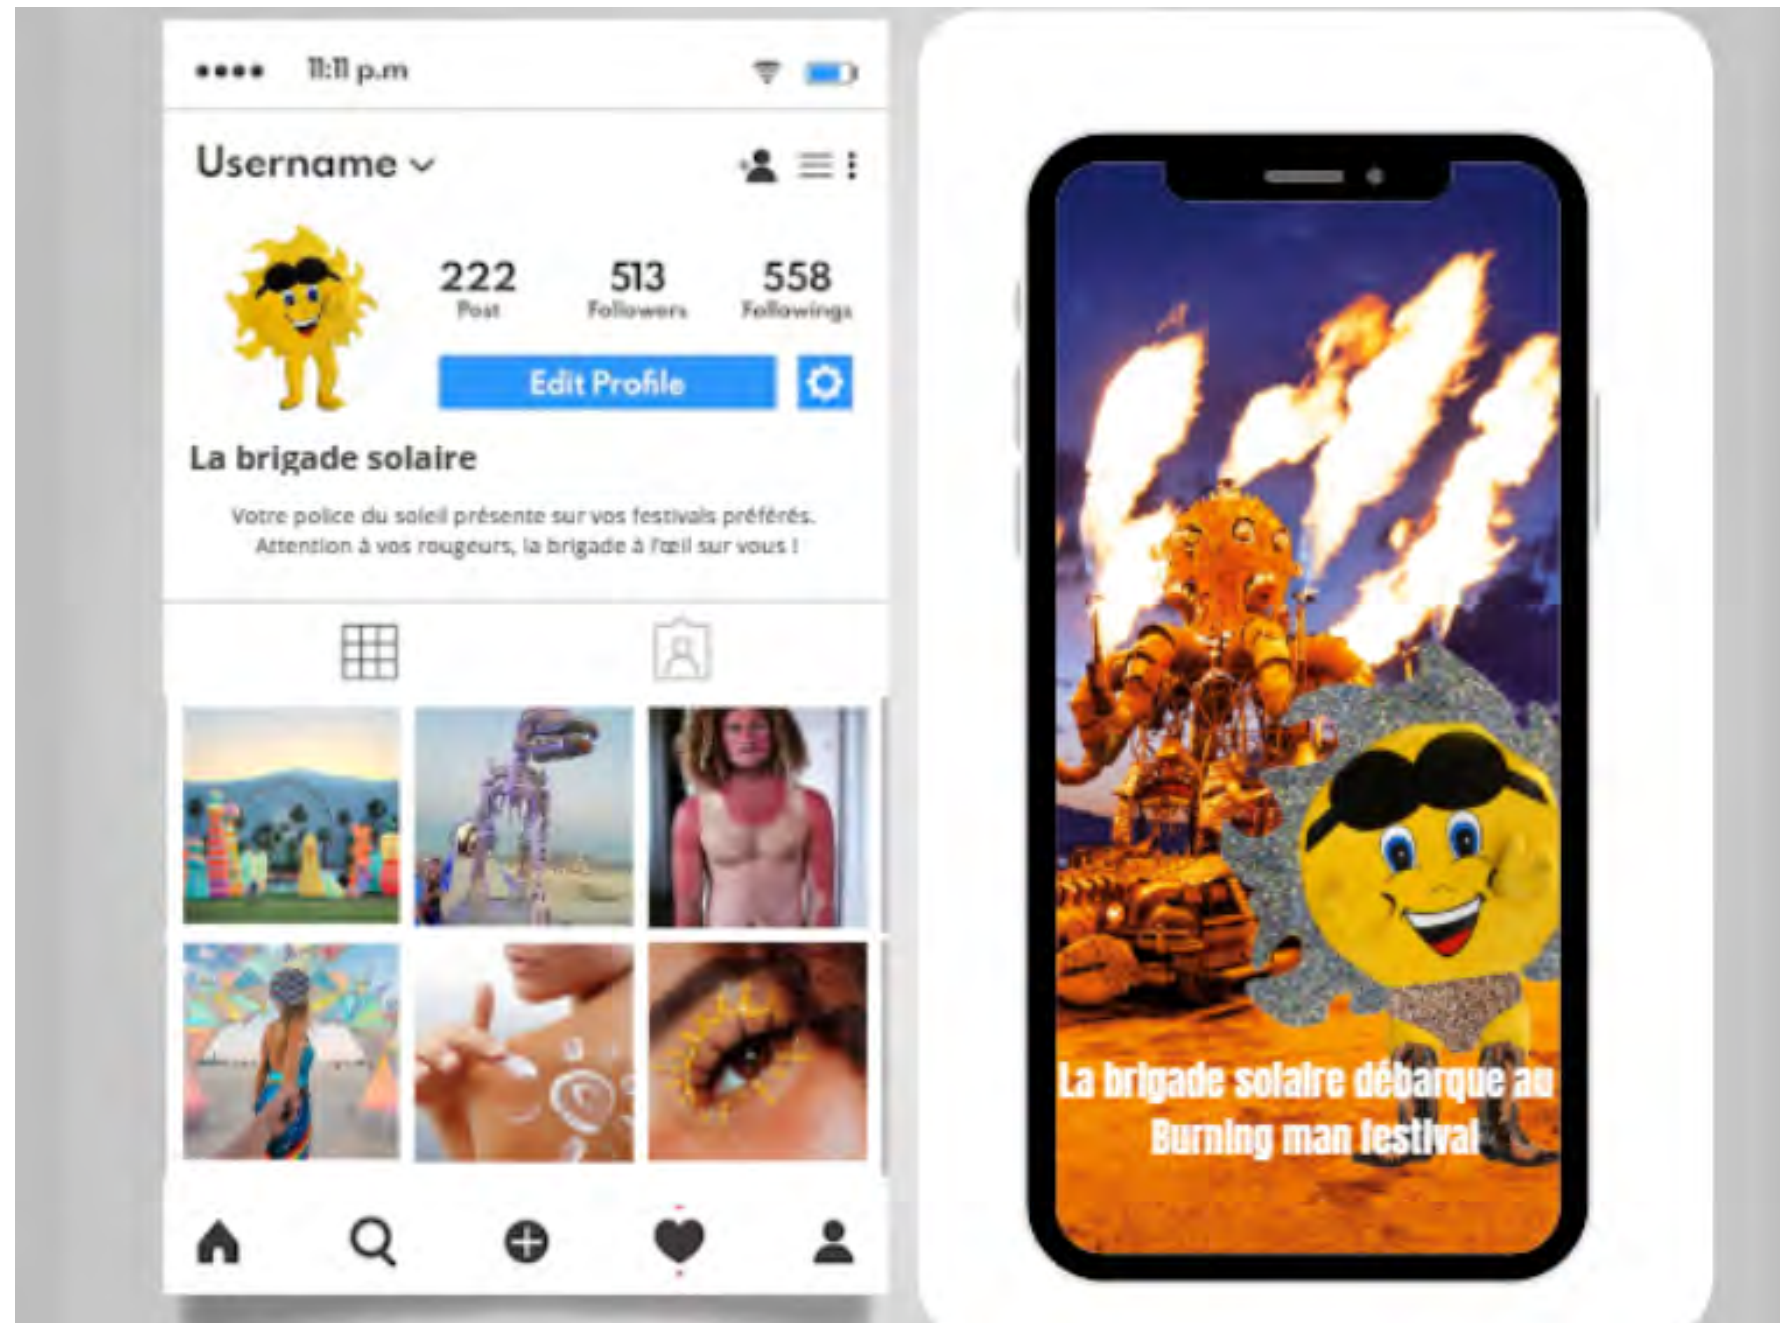 11:11 p.m
Username
222
Post
513
Followers
558
Followings
Edit Profile
La brigade solaire
Votre police du soleil présente sur vos festivals préférés.
Attention à vos rougeurs, la brigade à l'œil sur vous !
La brigade solaire débarque au
Burning man festival